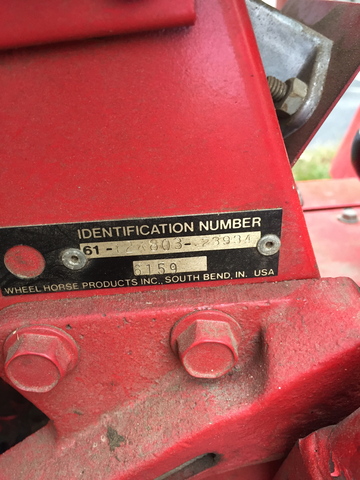 IDENTIFICATION NUMBER
6159
WHEEL HORSE PRODUCTS INC., SOUTH BEND, IN. USA